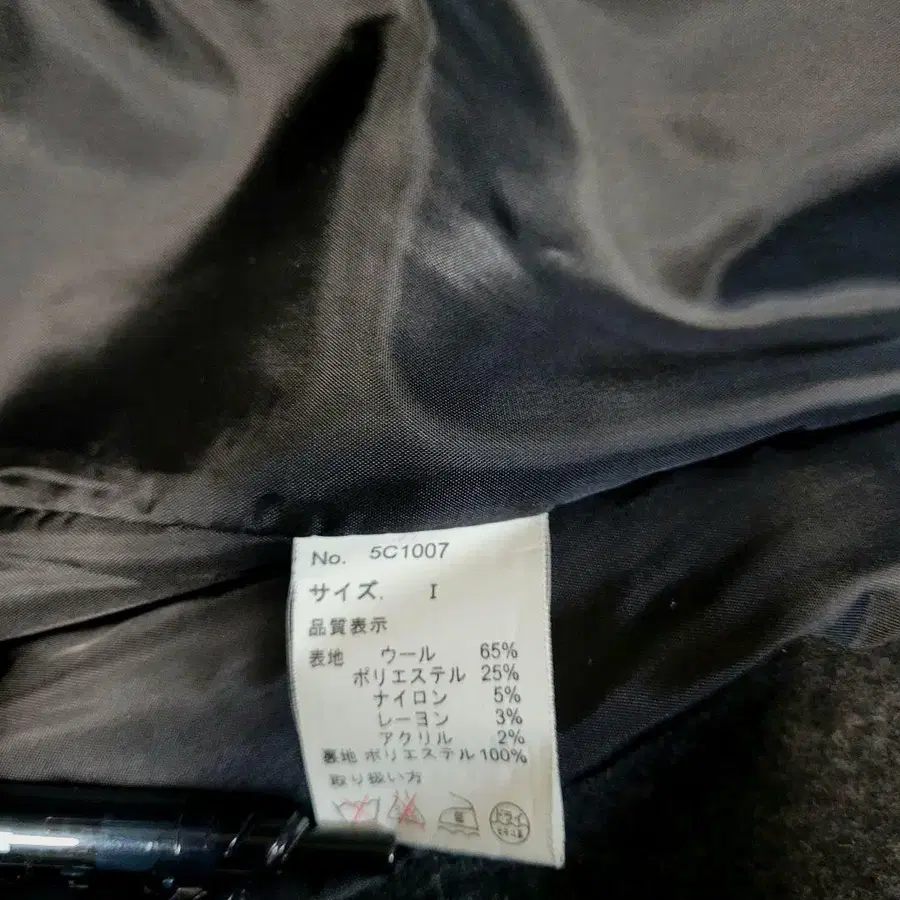 No. 5C1007
サイズ. I
品質表示
表地 ウール 65%
ポリエステル 25%
ナイロン 5%
レーヨン 3%
アクリル 2%
裏地 ポリエステル 100%
取り扱い方
ドライ